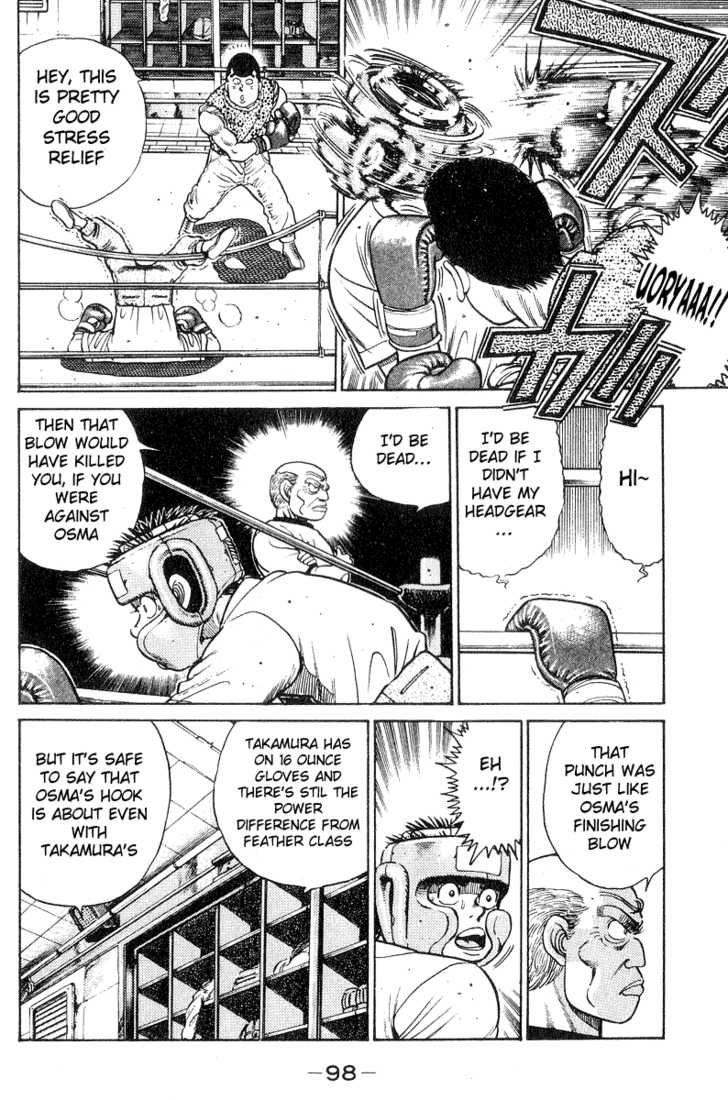 UORYAAA!!
HEY, THIS
IS PRETTY
GOOD
STRESS
RELIEF
HI~
I'D BE
DEAD IF I
DIDN'T
HAVE MY
HEADGEAR
...
I'D BE
DEAD...
THEN THAT
BLOW WOULD
HAVE KILLED
YOU, IF YOU
WERE
AGAINST
OSMA
THAT
PUNCH WAS
JUST LIKE
OSMA'S
FINISHING
BLOW
EH
...!?
TAKAMURA HAS
ON 16 OUNCE
GLOVES AND
THERE'S STIL THE
POWER
DIFFERENCE FROM
FEATHER CLASS
BUT IT'S SAFE
TO SAY THAT
OSMA'S HOOK
IS ABOUT EVEN
WITH
TAKAMURA'S
—98—